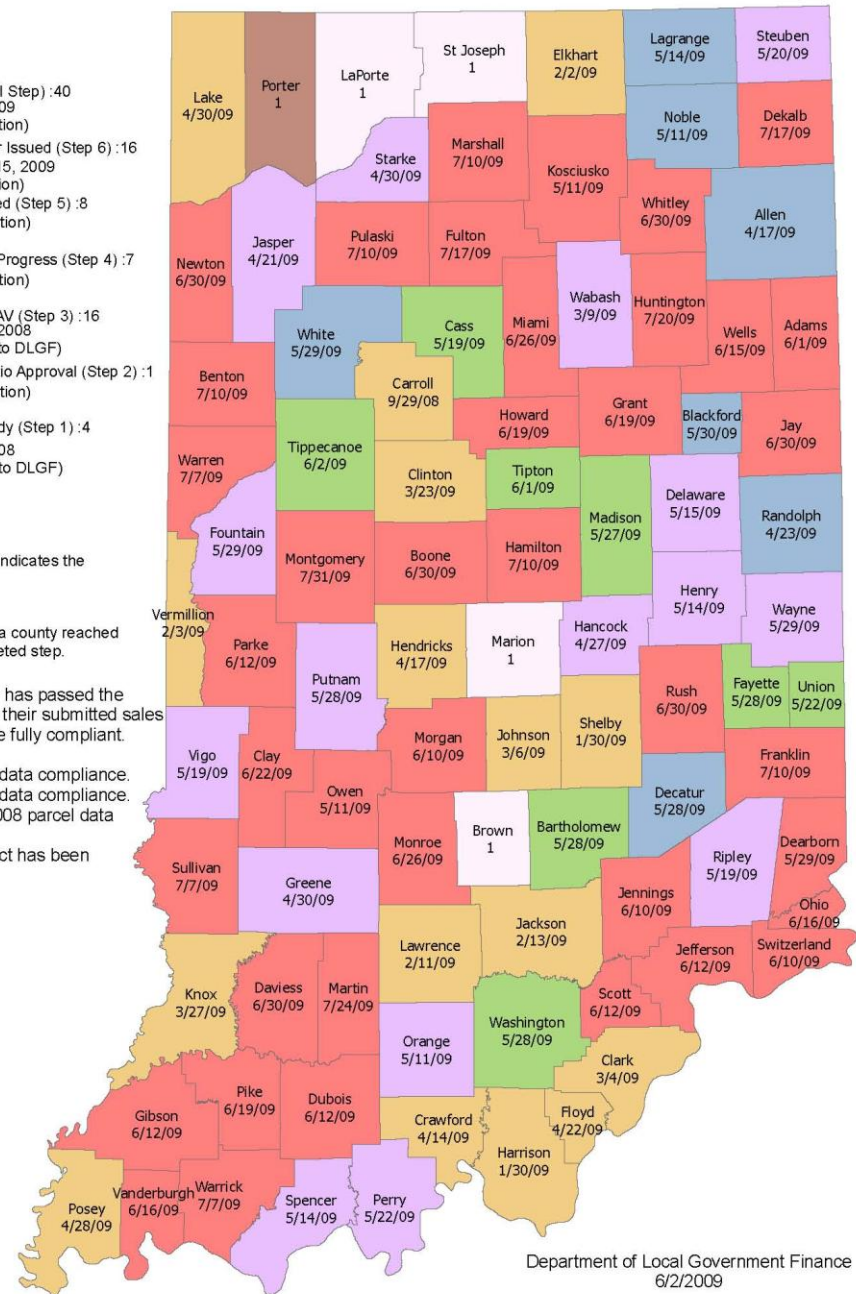 l Step) :40
09
tion)
r Issued (Step 6) :16
15, 2009
ion)
ed (Step 5) :8
tion)
Progress (Step 4) :7
tion)
AV (Step 3) :16
2008
to DLGF)
io Approval (Step 2) :1
tion)
dy (Step 1) :4
08
to DLGF)
indicates the
a county reached
eted step.
has passed the
their submitted sales
e fully compliant.
data compliance.
data compliance.
008 parcel data
ct has been
Lake
4/30/09
Porter
1
LaPorte
1
St Joseph
1
Elkhart
2/2/09
Lagrange
5/14/09
Steuben
5/20/09
Noble
5/11/09
Dekalb
7/17/09
Starke
4/30/09
Marshall
7/10/09
Kosciusko
5/11/09
Whitley
6/30/09
Allen
4/17/09
Newton
6/30/09
Jasper
4/21/09
Pulaski
7/10/09
Fulton
7/17/09
Wabash
3/9/09
Huntington
7/20/09
Miami
6/26/09
Wells
6/15/09
Adams
6/1/09
White
5/29/09
Cass
5/19/09
Benton
7/10/09
Carroll
9/29/08
Howard
6/19/09
Grant
6/19/09
Blackford
5/30/09
Jay
6/30/09
Warren
7/7/09
Tippecanoe
6/2/09
Clinton
3/23/09
Tipton
6/1/09
Madison
5/27/09
Delaware
5/15/09
Randolph
4/23/09
Fountain
5/29/09
Montgomery
7/31/09
Boone
6/30/09
Hamilton
7/10/09
Henry
5/14/09
Wayne
5/29/09
Vermillion
2/3/09
Parke
6/12/09
Putnam
5/28/09
Hendricks
4/17/09
Marion
1
Hancock
4/27/09
Rush
6/30/09
Fayette
5/28/09
Union
5/22/09
Vigo
5/19/09
Clay
6/22/09
Owen
5/11/09
Morgan
6/10/09
Johnson
3/6/09
Shelby
1/30/09
Franklin
7/10/09
Decatur
5/28/09
Sullivan
7/7/09
Greene
4/30/09
Monroe
6/26/09
Brown
1
Bartholomew
5/28/09
Jennings
6/10/09
Ripley
5/19/09
Dearborn
5/29/09
Ohio
6/16/09
Switzerland
6/10/09
Jefferson
6/12/09
Jackson
2/13/09
Lawrence
2/11/09
Knox
3/27/09
Daviess
6/30/09
Martin
7/24/09
Orange
5/11/09
Washington
5/28/09
Scott
6/12/09
Clark
3/4/09
Floyd
4/22/09
Harrison
1/30/09
Crawford
4/14/09
Gibson
6/12/09
Pike
6/19/09
Dubois
6/12/09
Posey
4/28/09
Vanderburgh
6/16/09
Warrick
7/7/09
Spencer
5/14/09
Perry
5/22/09
Department of Local Government Finance
6/2/2009